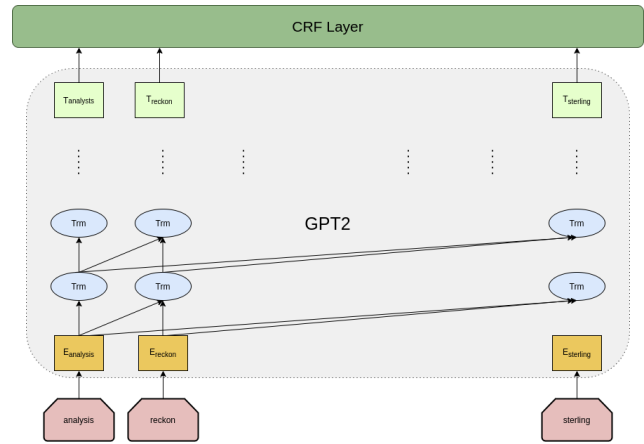 CRF Layer
Tanalysts
Treckon
Tsterling
Trm
Trm
GPT2
Trm
Trm
Trm
Trm
Eanalysis
Ereckon
Esterling
analysis
reckon
sterling